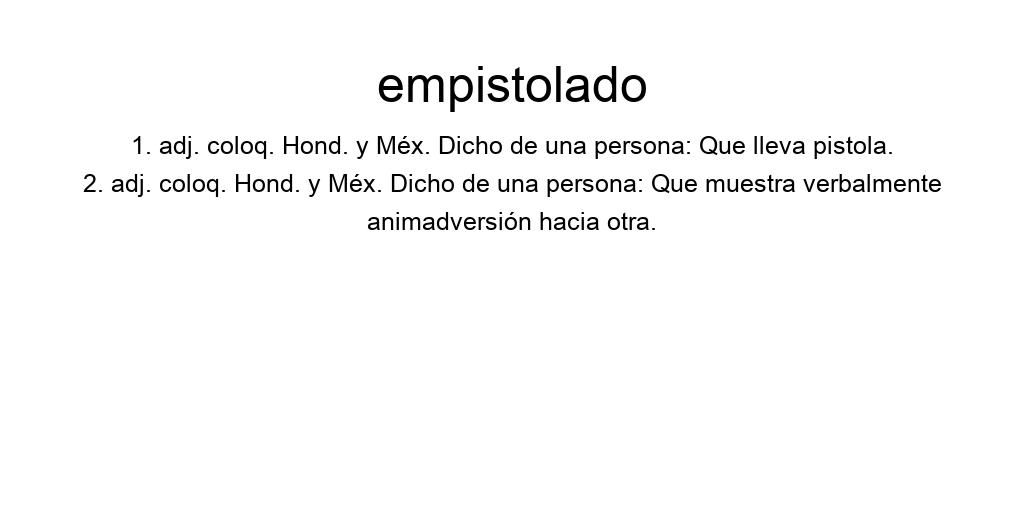 empistolado
1. adj. coloq. Hond. y Méx. Dicho de una persona: Que lleva pistola.
2. adj. coloq. Hond. y Méx. Dicho de una persona: Que muestra verbalmente
animadversión hacia otra.